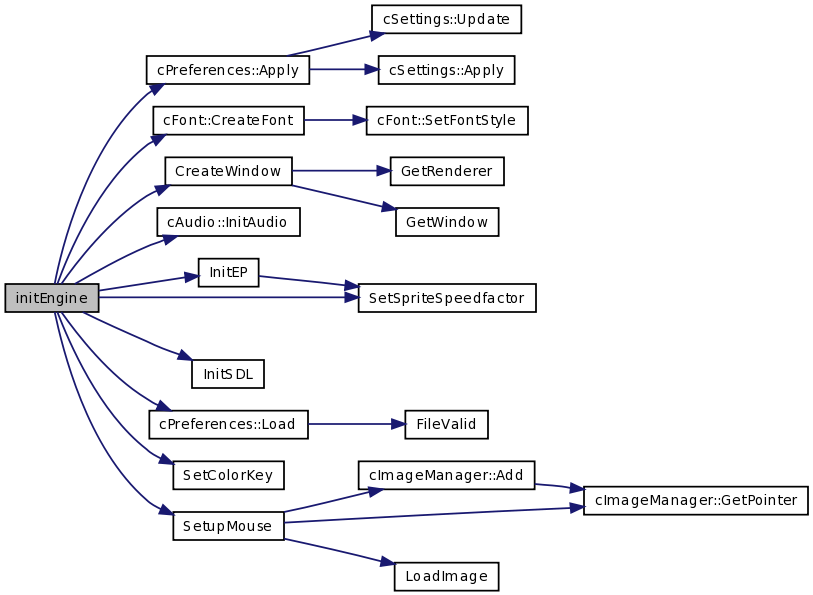 cSettings::Update
cPreferences::Apply
cSettings::Apply
cFont::CreateFont
cFont::SetFontStyle
CreateWindow
GetRenderer
cAudio::InitAudio
GetWindow
InitEP
initEngine
SetSpriteSpeedfactor
InitSDL
cPreferences::Load
FileValid
SetColorKey
cImageManager::Add
cImageManager::GetPointer
SetupMouse
LoadImage